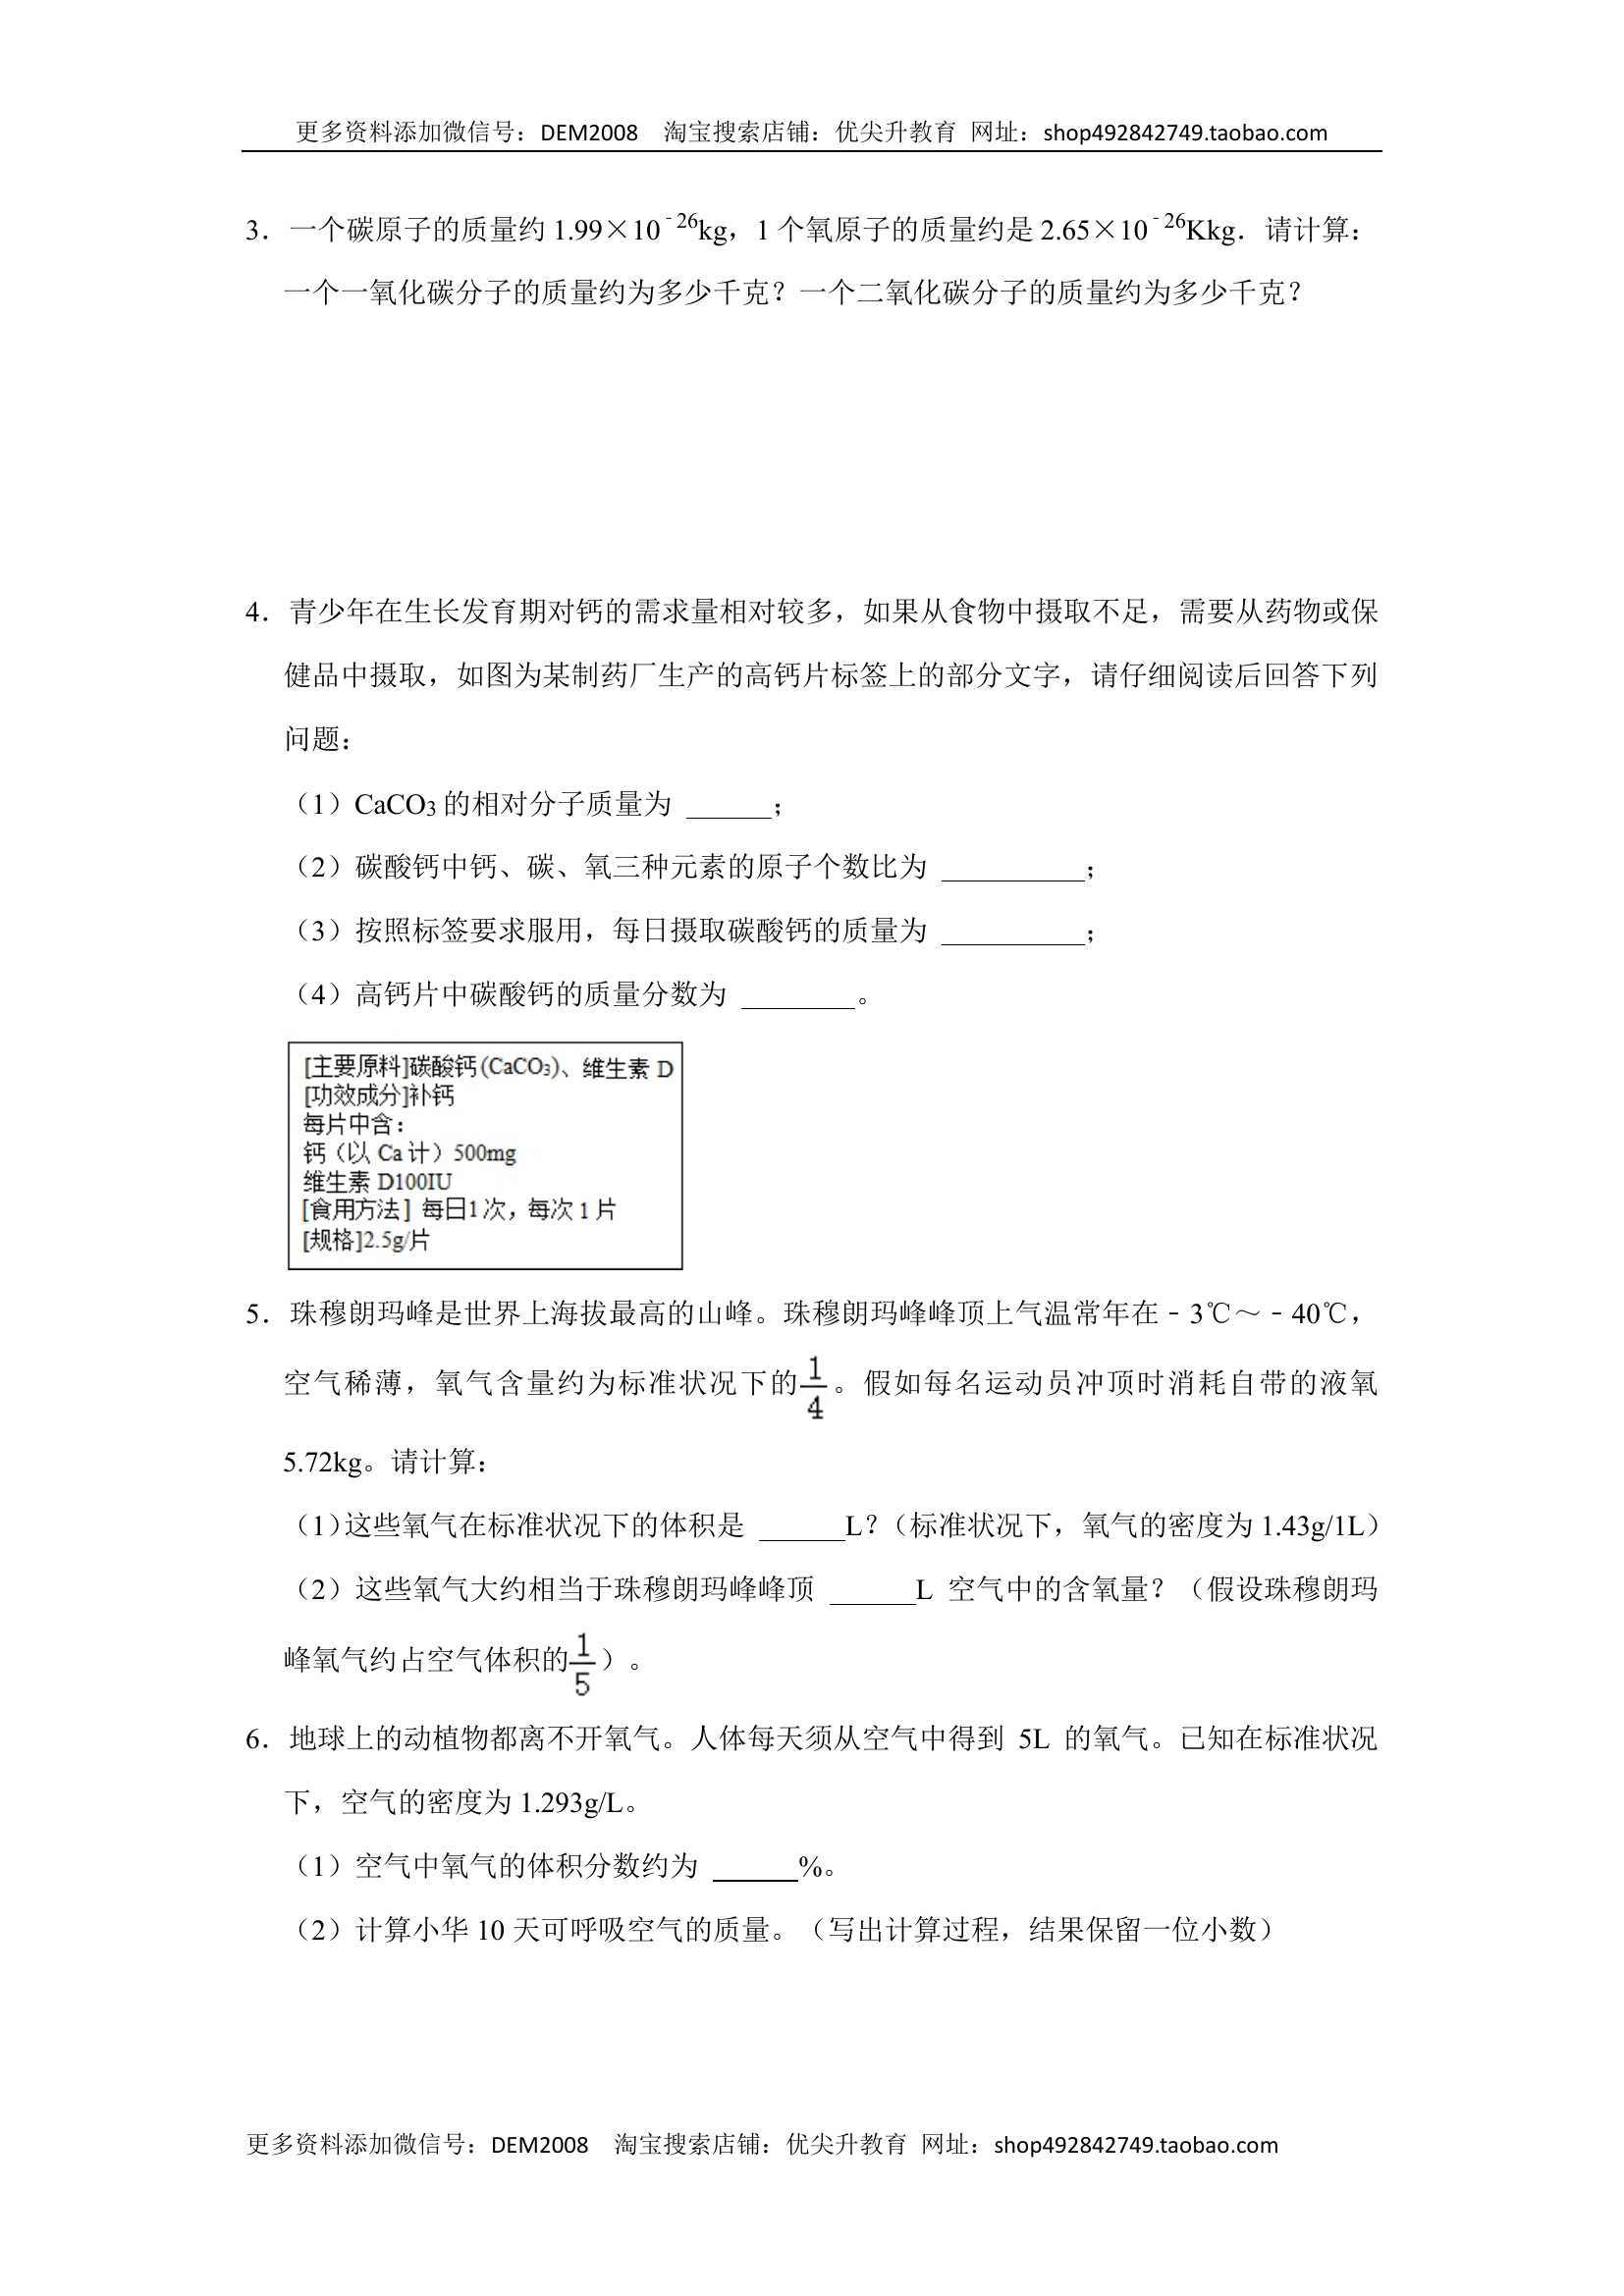 更多资料添加微信号：DEM2008  淘宝搜索店铺：优尖升教育 网址：shop492842749.taobao.com
3．一个碳原子的质量约 1.99×10﹣²⁶kg，1 个氧原子的质量约是 2.65×10﹣²⁶Kkg．请计算：
一个一氧化碳分子的质量约为多少千克？一个二氧化碳分子的质量约为多少千克？
4．青少年在生长发育期对钙的需求量相对较多，如果从食物中摄取不足，需要从药物或保
健品中摄取，如图为某制药厂生产的高钙片标签上的部分文字，请仔细阅读后回答下列
问题：
（1）CaCO₃ 的相对分子质量为 ______；
（2）碳酸钙中钙、碳、氧三种元素的原子个数比为 __________；
（3）按照标签要求服用，每日摄取碳酸钙的质量为 __________；
（4）高钙片中碳酸钙的质量分数为 ________。
[主要原料]碳酸钙(CaCO₃)、维生素 D
[功效成分]补钙
每片中含：
钙（以 Ca 计）500mg
维生素 D100IU
[食用方法] 每日1 次，每次 1 片
[规格]2.5g/片
5．珠穆朗玛峰是世界上海拔最高的山峰。珠穆朗玛峰峰顶上气温常年在﹣3℃～﹣40℃，
空气稀薄，氧气含量约为标准状况下的1/4。假如每名运动员冲顶时消耗自带的液氧
5.72kg。请计算：
（1）这些氧气在标准状况下的体积是 ______L？（标准状况下，氧气的密度为 1.43g/1L）
（2）这些氧气大约相当于珠穆朗玛峰峰顶 ______L 空气中的含氧量？（假设珠穆朗玛
峰氧气约占空气体积的1/5）。
6．地球上的动植物都离不开氧气。人体每天须从空气中得到 5L 的氧气。已知在标准状况
下，空气的密度为 1.293g/L。
（1）空气中氧气的体积分数约为 ______%。
（2）计算小华 10 天可呼吸空气的质量。（写出计算过程，结果保留一位小数）
更多资料添加微信号：DEM2008  淘宝搜索店铺：优尖升教育 网址：shop492842749.taobao.com